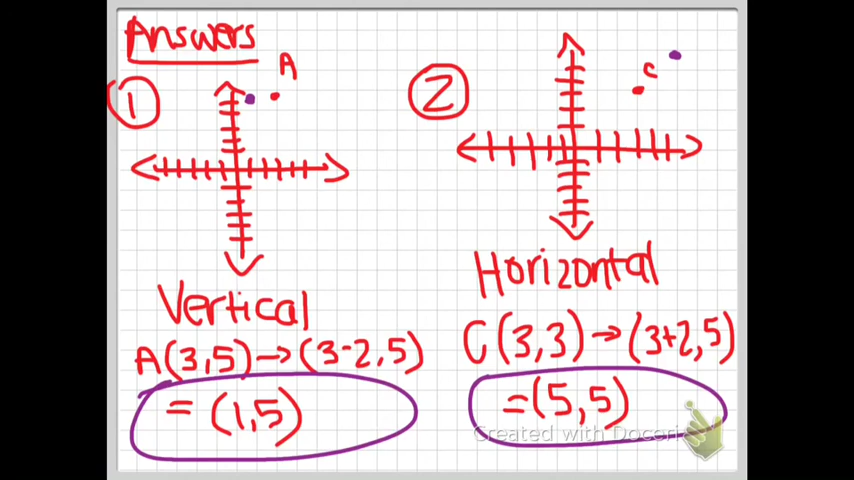 Answers
① A
② C
Vertical
A(3,5)→(3-2,5)
= (1,5)
Horizontal
C(3,3)→(3+2,5)
=(5,5)
Created with Doceri